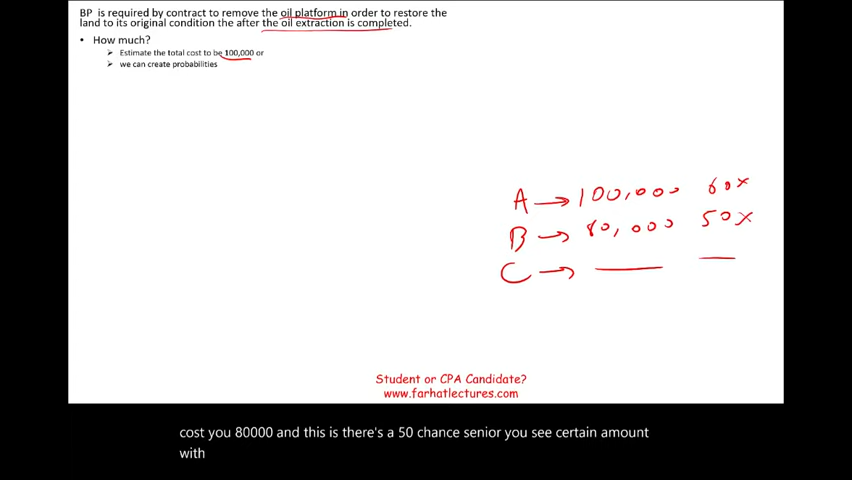 BP is required by contract to remove the oil platform in order to restore the
land to its original condition the after the oil extraction is completed.
• How much?
➢ Estimate the total cost to be 100,000 or
➢ we can create probabilities
A → 100,000 60x
B → 80,000 50x
C →
Student or CPA Candidate?
www.farhatlectures.com
cost you 80000 and this is there's a 50 chance senior you see certain amount
with